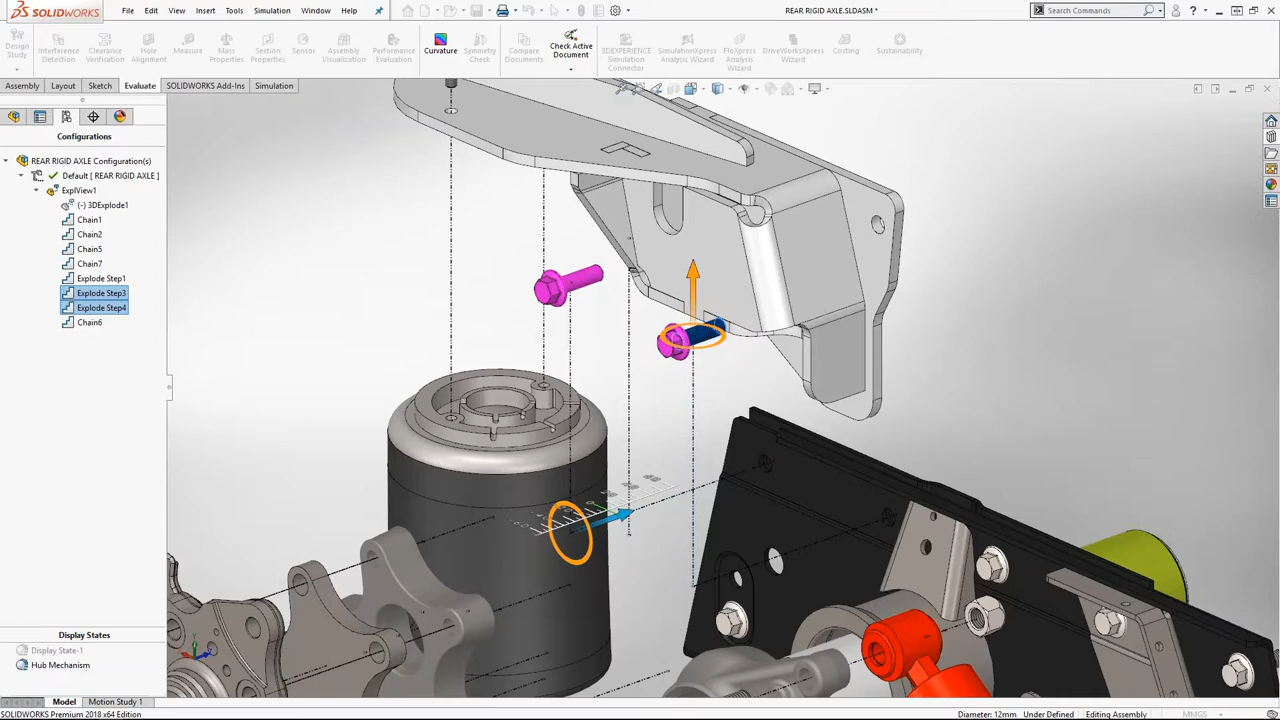 SOLIDWORKS
File Edit View Insert Tools Simulation Window Help
REAR RIGID AXLE.SLDASM *
Search Commands
Design Study
Interference Detection
Clearance Verification
Hole Alignment
Measure
Mass Properties
Section Properties
Sensor
Assembly Visualization
Performance Evaluation
Curvature
Symmetry Check
Compare Documents
Check Active Document
3DEXPERIENCE Simulation Connector
SimulationXpress Analysis Wizard
FloXpress Analysis Wizard
DriveWorksXpress Wizard
Costing
Sustainability
Assembly Layout Sketch Evaluate SOLIDWORKS Add-Ins Simulation
Configurations
REAR RIGID AXLE Configuration(s)
Default [ REAR RIGID AXLE ]
ExplView1
(-) 3DExplode1
Chain1
Chain2
Chain5
Chain7
Explode Step1
Explode Step3
Explode Step4
Chain6
Display States
Display State-1
Hub Mechanism
Y
Model Motion Study 1
SOLIDWORKS Premium 2018 x64 Edition
Diameter: 12mm Under Defined Editing Assembly MMGS